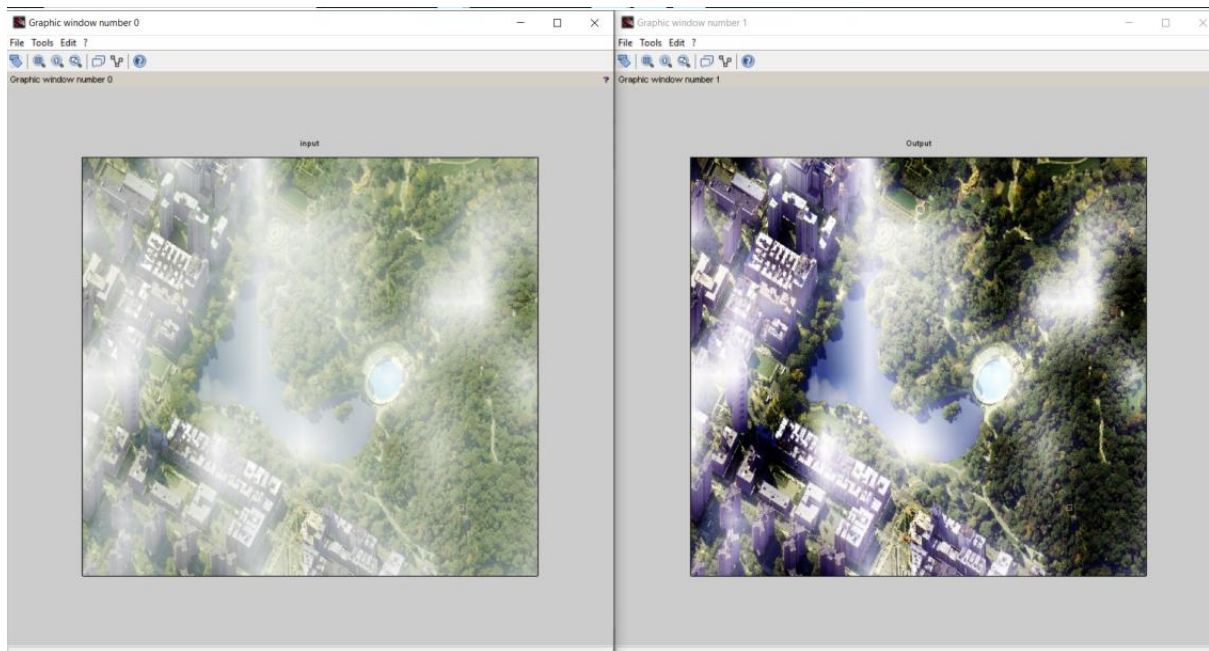 Graphic window number 0
File Tools Edit ?
Graphic window number 0
?
input
Graphic window number 1
File Tools Edit ?
Graphic window number 1
Output